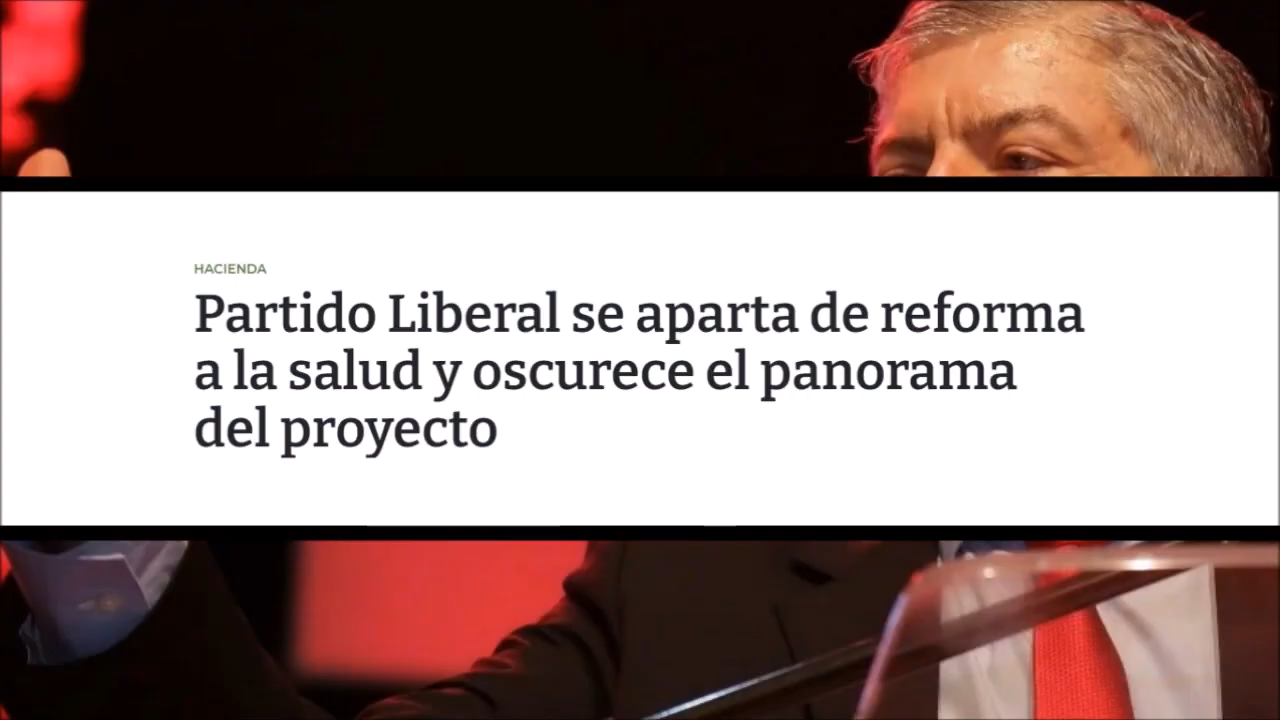 HACIENDA
Partido Liberal se aparta de reforma
a la salud y oscurece el panorama
del proyecto